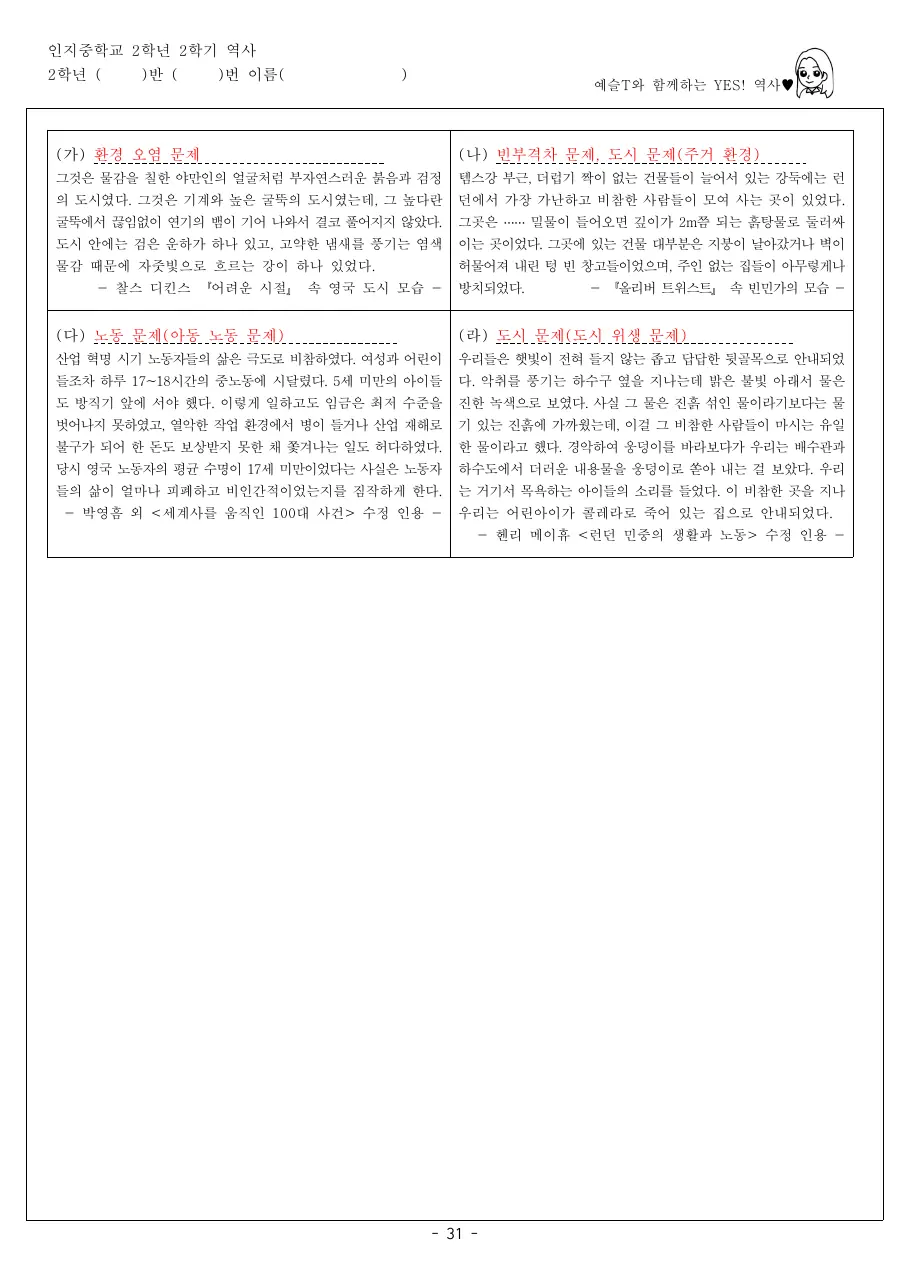 인지중학교 2학년 2학기 역사
2학년 (      )반 (      )번 이름(                  )
예슬T와 함께하는 YES! 역사♥
(가) 환경 오염 문제
그것은 물감을 칠한 야만인의 얼굴처럼 부자연스러운 붉음과 검정
의 도시였다. 그것은 기계와 높은 굴뚝의 도시였는데, 그 높다란
굴뚝에서 끊임없이 연기의 뱀이 기어 나와서 결코 풀어지지 않았다.
도시 안에는 검은 운하가 하나 있고, 고약한 냄새를 풍기는 염색
물감 때문에 자줏빛으로 흐르는 강이 하나 있었다.
- 찰스 디킨스 『어려운 시절』 속 영국 도시 모습 -
(나) 빈부격차 문제, 도시 문제(주거 환경)
템스강 부근, 더럽기 짝이 없는 건물들이 늘어서 있는 강둑에는 런
던에서 가장 가난하고 비참한 사람들이 모여 사는 곳이 있었다.
그곳은 …… 밀물이 들어오면 깊이가 2m쯤 되는 흙탕물로 둘러싸
이는 곳이었다. 그곳에 있는 건물 대부분은 지붕이 날아갔거나 벽이
허물어져 내린 텅 빈 창고들이었으며, 주인 없는 집들이 아무렇게나
방치되었다. - 『올리버 트위스트』 속 빈민가의 모습 -
(다) 노동 문제(아동 노동 문제)
산업 혁명 시기 노동자들의 삶은 극도로 비참하였다. 여성과 어린이
들조차 하루 17~18시간의 중노동에 시달렸다. 5세 미만의 아이들
도 방직기 앞에 서야 했다. 이렇게 일하고도 임금은 최저 수준을
벗어나지 못하였고, 열악한 작업 환경에서 병이 들거나 산업 재해로
불구가 되어 한 돈도 보상받지 못한 채 쫓겨나는 일도 허다하였다.
당시 영국 노동자의 평균 수명이 17세 미만이었다는 사실은 노동자
들의 삶이 얼마나 피폐하고 비인간적이었는지를 짐작하게 한다.
- 박영흠 외 <세계사를 움직인 100대 사건> 수정 인용 -
(라) 도시 문제(도시 위생 문제)
우리들은 햇빛이 전혀 들지 않는 좁고 답답한 뒷골목으로 안내되었
다. 악취를 풍기는 하수구 옆을 지나는데 밝은 불빛 아래서 물은
진한 녹색으로 보였다. 사실 그 물은 진흙 섞인 물이라기보다는 물
기 있는 진흙에 가까웠는데, 이걸 그 비참한 사람들이 마시는 유일
한 물이라고 했다. 경악하여 웅덩이를 바라보다가 우리는 배수관과
하수도에서 더러운 내용물을 웅덩이로 쏟아 내는 걸 보았다. 우리
는 거기서 목욕하는 아이들의 소리를 들었다. 이 비참한 곳을 지나
우리는 어린아이가 콜레라로 죽어 있는 집으로 안내되었다.
- 헨리 메이휴 <런던 민중의 생활과 노동> 수정 인용 -
- 31 -